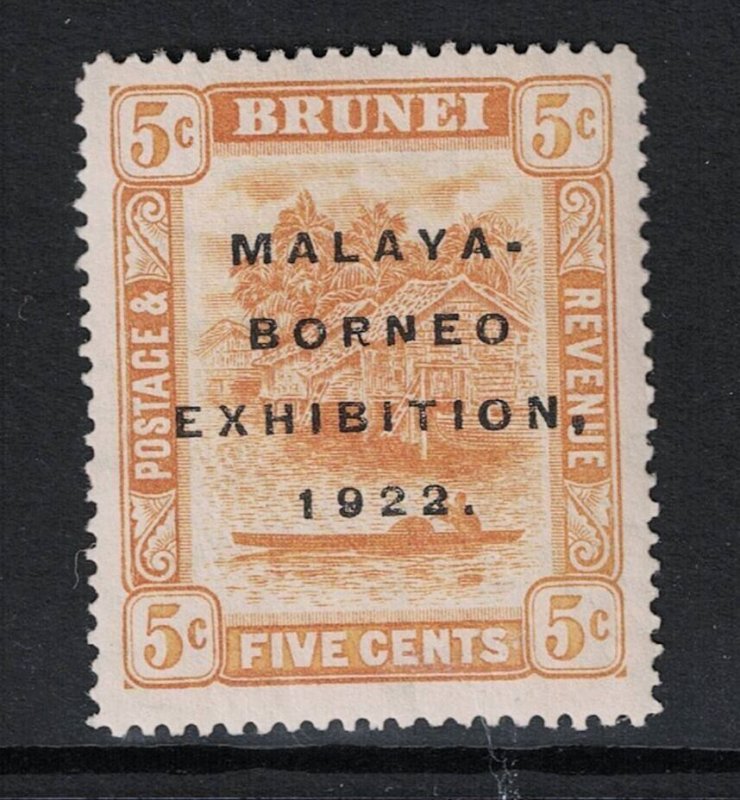 5c BRUNEI 5c
MALAYA-
BORNEO
EXHIBITION,
1922.
POSTAGE &
REVENUE
5c FIVE CENTS 5c